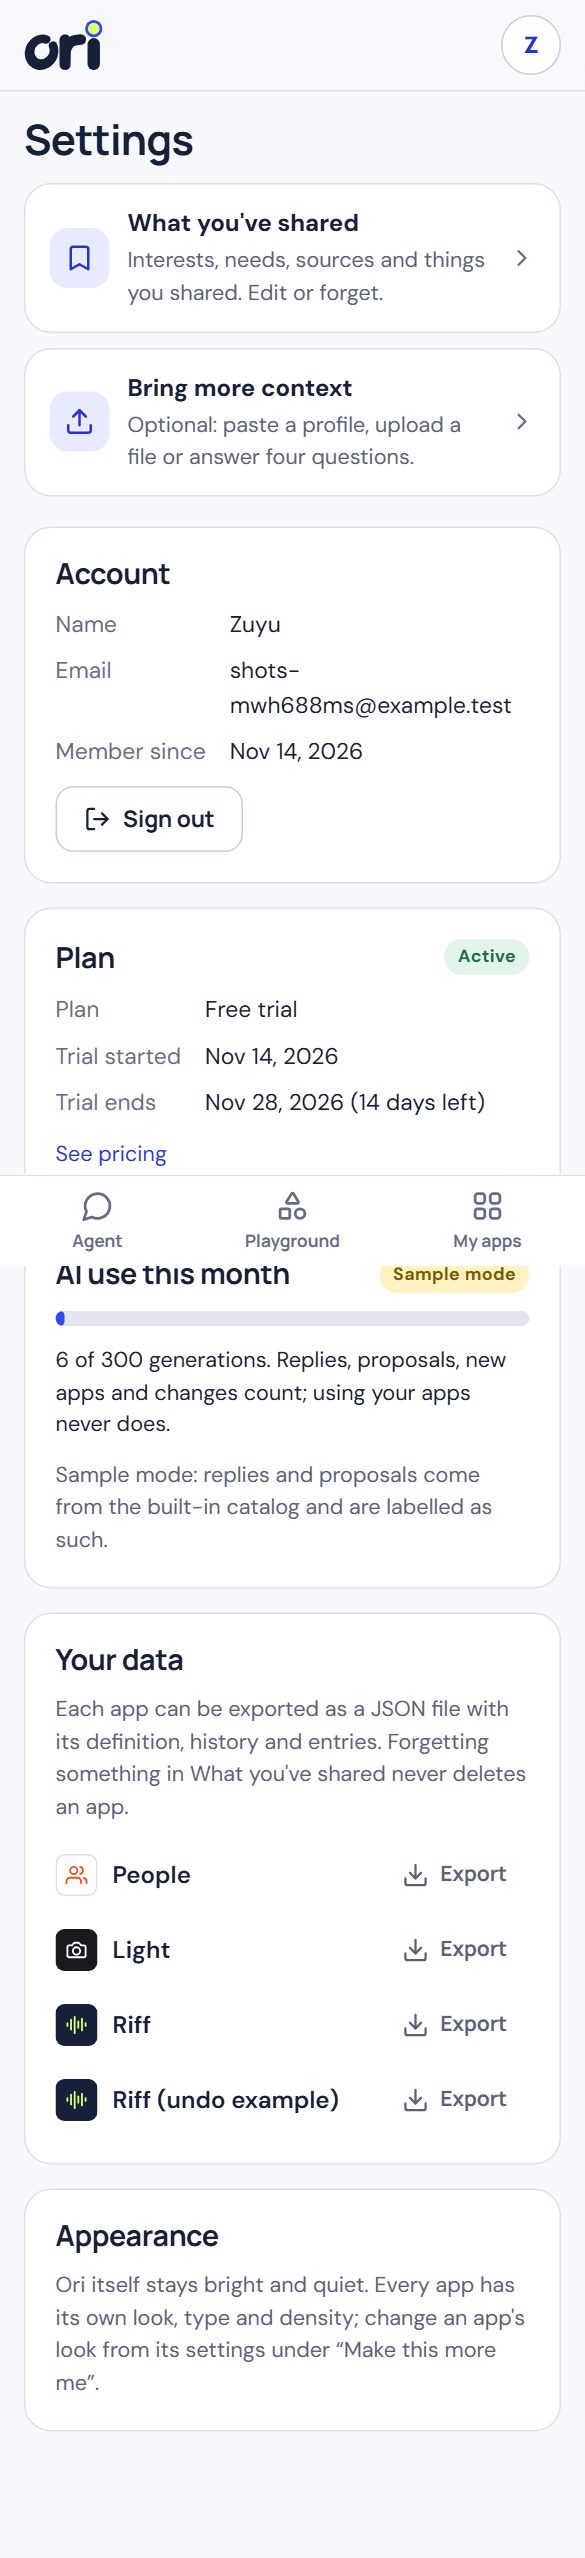 ori
Z
Settings
What you've shared
Interests, needs, sources and things
you shared. Edit or forget.
Bring more context
Optional: paste a profile, upload a
file or answer four questions.
Account
Name Zuyu
Email shots-
mwh688ms@example.test
Member since Nov 14, 2026
Sign out
Plan Active
Plan Free trial
Trial started Nov 14, 2026
Trial ends Nov 28, 2026 (14 days left)
See pricing
Agent Playground My apps
AI use this month Sample mode
6 of 300 generations. Replies, proposals, new
apps and changes count; using your apps
never does.
Sample mode: replies and proposals come
from the built-in catalog and are labelled as
such.
Your data
Each app can be exported as a JSON file with
its definition, history and entries. Forgetting
something in What you've shared never deletes
an app.
People Export
Light Export
Riff Export
Riff (undo example) Export
Appearance
Ori itself stays bright and quiet. Every app has
its own look, type and density; change an app's
look from its settings under “Make this more
me”.